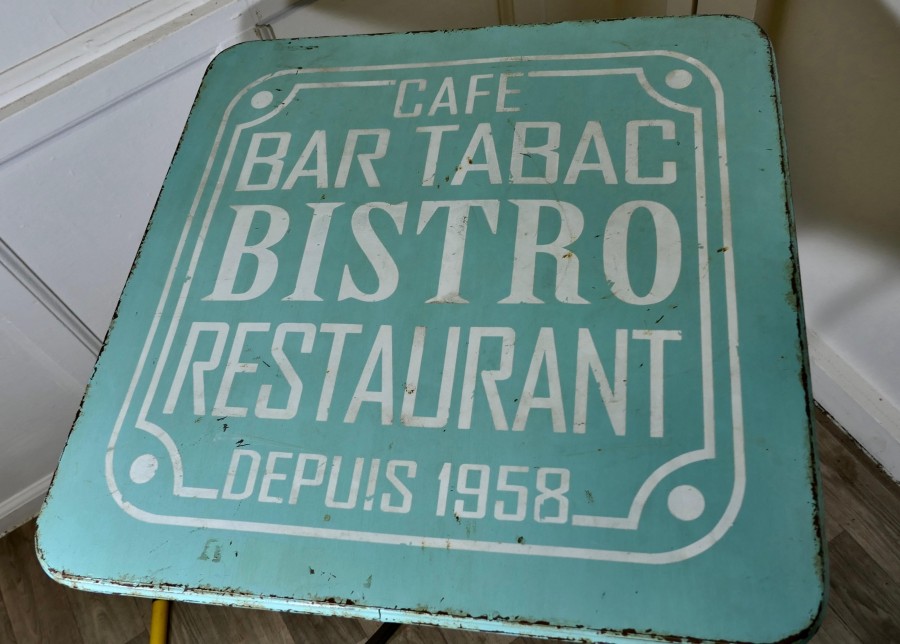 CAFE
BAR TABAC
BISTRO
RESTAURANT
DEPUIS 1958